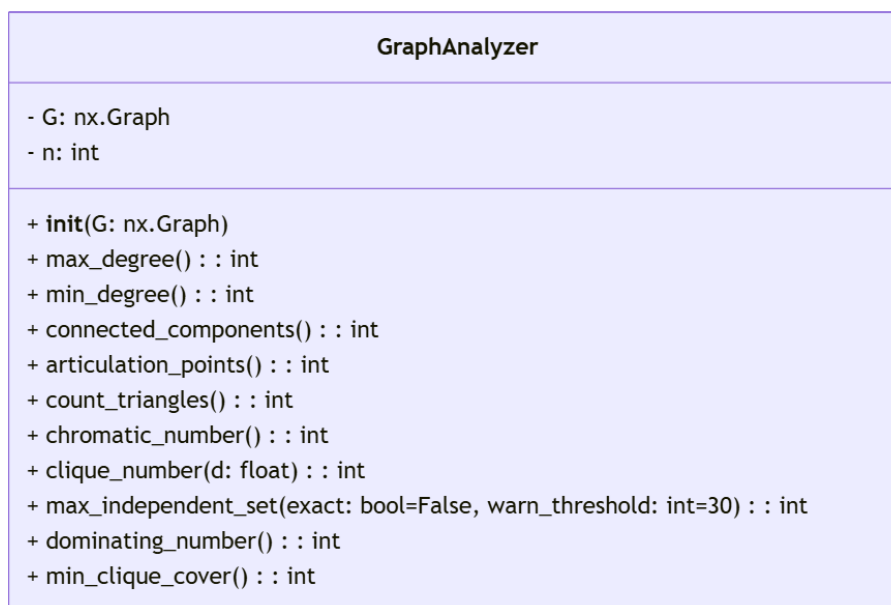 GraphAnalyzer
- G: nx.Graph
- n: int
+ init(G: nx.Graph)
+ max_degree() : : int
+ min_degree() : : int
+ connected_components() : : int
+ articulation_points() : : int
+ count_triangles() : : int
+ chromatic_number() : : int
+ clique_number(d: float) : : int
+ max_independent_set(exact: bool=False, warn_threshold: int=30) : : int
+ dominating_number() : : int
+ min_clique_cover() : : int